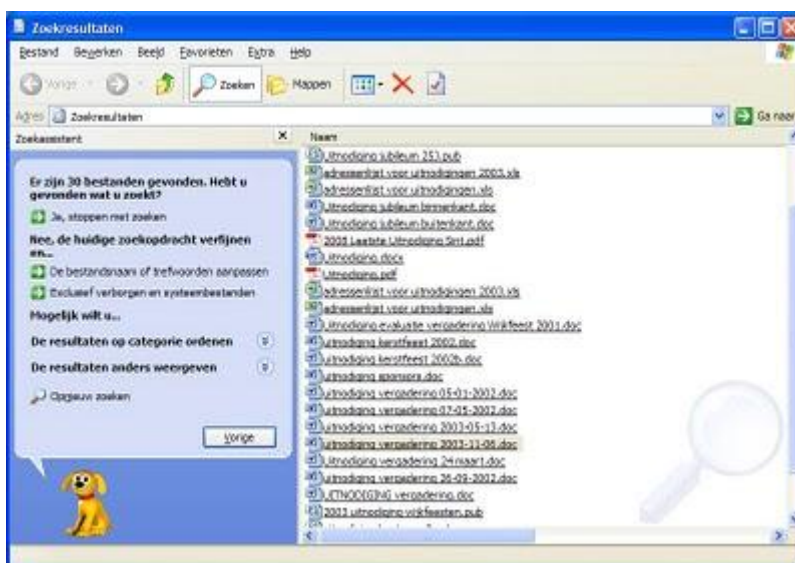 Zoekresultaten
Bestand Bewerken Beeld Favorieten Extra Help
Vorige Zoeken Mappen
Adres Zoekresultaten Ga naar
Zoekassistent
Er zijn 30 bestanden gevonden. Hebt u
gevonden wat u zoekt?
Ja, stoppen met zoeken
Nee, de huidige zoekopdracht verfijnen
en...
De bestandsnaam of trefwoorden aanpassen
Exclusief verborgen en systeembestanden
Mogelijk wilt u...
De resultaten op categorie ordenen
De resultaten anders weergeven
Opnieuw zoeken
Vorige
Naam
Uitnodiging jubileum 253.pub
adressenlijst voor uitnodigingen 2003.xls
adressenlijst voor uitnodigingen.xls
Uitnodiging jubileum binnenkant.doc
Uitnodiging jubileum buitenkant.doc
2005 Laatste Uitnodiging Sint.pdf
Uitnodiging.docx
Uitnodiging.pdf
adressenlijst voor uitnodigingen 2003.xls
adressenlijst voor uitnodigingen.xls
Uitnodiging evaluatie vergadering Wijkfeest 2001.doc
uitnodiging kerstfeest 2002.doc
uitnodiging kerstfeest 2002b.doc
uitnodiging sponsors.doc
uitnodiging vergadering 05-01-2002.doc
uitnodiging vergadering 07-05-2002.doc
uitnodiging vergadering 2003-05-13.doc
uitnodiging vergadering 2003-11-08.doc
Uitnodiging vergadering 24 maart.doc
uitnodiging vergadering 26-09-2002.doc
UITNODIGING vergadering.doc
2003 uitnodiging wijkfeesten.pub